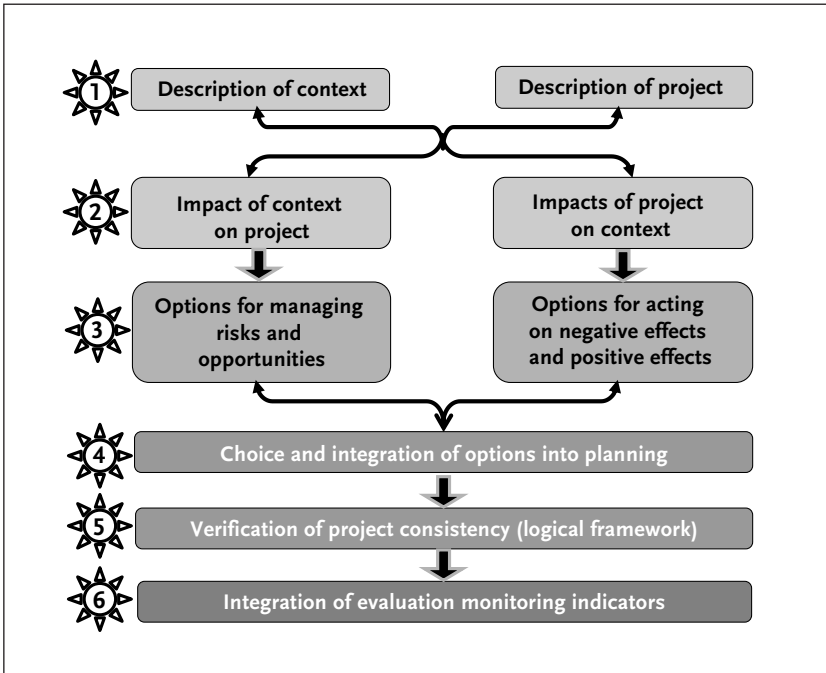 1
Description of context
Description of project
2
Impact of context
on project
Impacts of project
on context
3
Options for managing
risks and
opportunities
Options for acting
on negative effects
and positive effects
4
Choice and integration of options into planning
5
Verification of project consistency (logical framework)
6
Integration of evaluation monitoring indicators